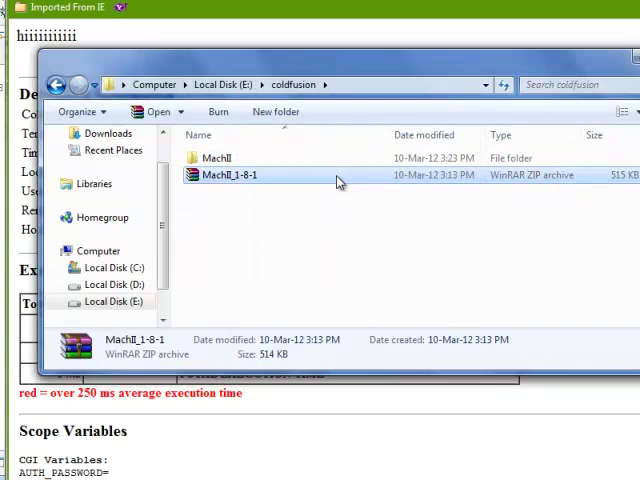 Imported From IE
hiiiiiiiiiii
Computer Local Disk (E:) coldfusion
Search coldfusion
Organize Open Burn New folder
Name Date modified Type Size
MachII 10-Mar-12 3:23 PM File folder
MachII_1-8-1 10-Mar-12 3:13 PM WinRAR ZIP archive 515 KB
Downloads
Recent Places
Libraries
Homegroup
Computer
Local Disk (C:)
Local Disk (D:)
Local Disk (E:)
MachII_1-8-1 Date modified: 10-Mar-12 3:13 PM Date created: 10-Mar-12 3:13 PM
WinRAR ZIP archive Size: 514 KB
De
Co
Ter
Tim
Loc
Use
Ren
Ho
Ex
To
red = over 250 ms average execution time
Scope Variables
CGI Variables:
AUTH_PASSWORD=